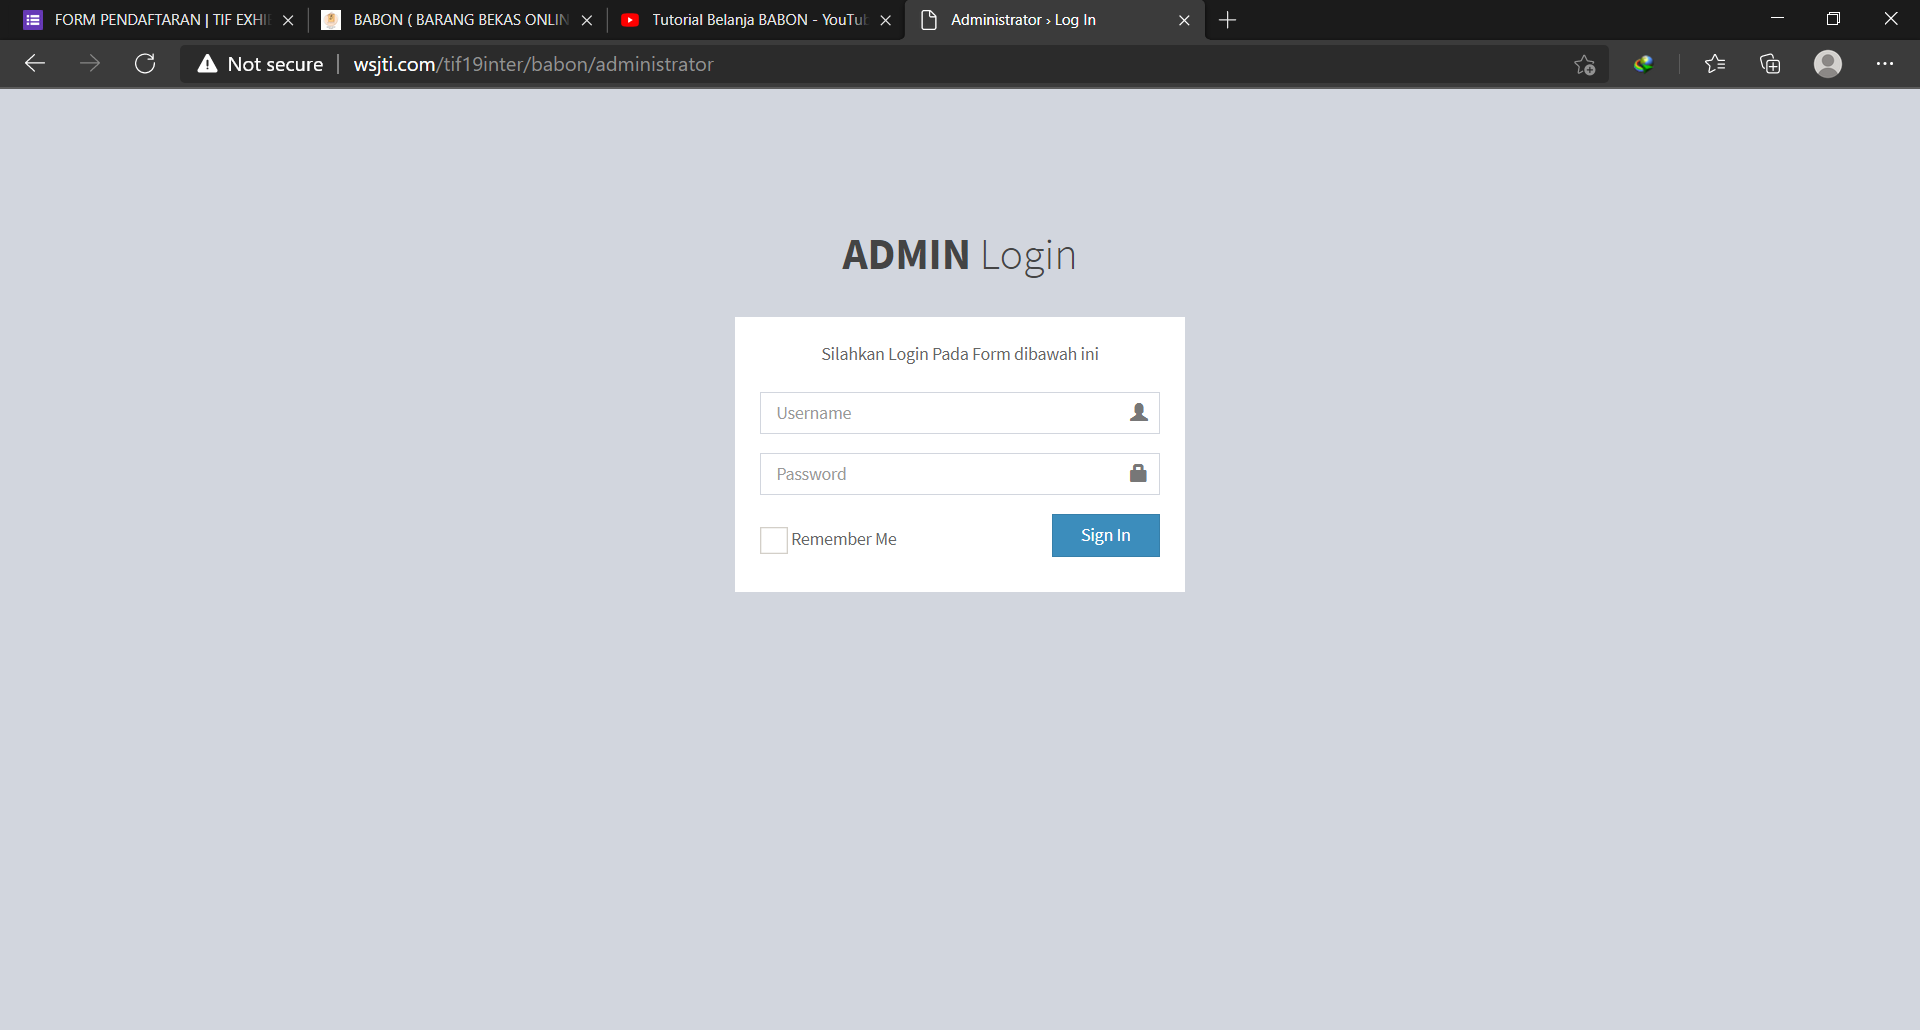 FORM PENDAFTARAN | TIF EXHI
BABON ( BARANG BEKAS ONLIN
Tutorial Belanja BABON - YouTu
Administrator › Log In
Not secure | wsjti.com/tif19inter/babon/administrator
ADMIN Login
Silahkan Login Pada Form dibawah ini
Username
Password
Remember Me
Sign In